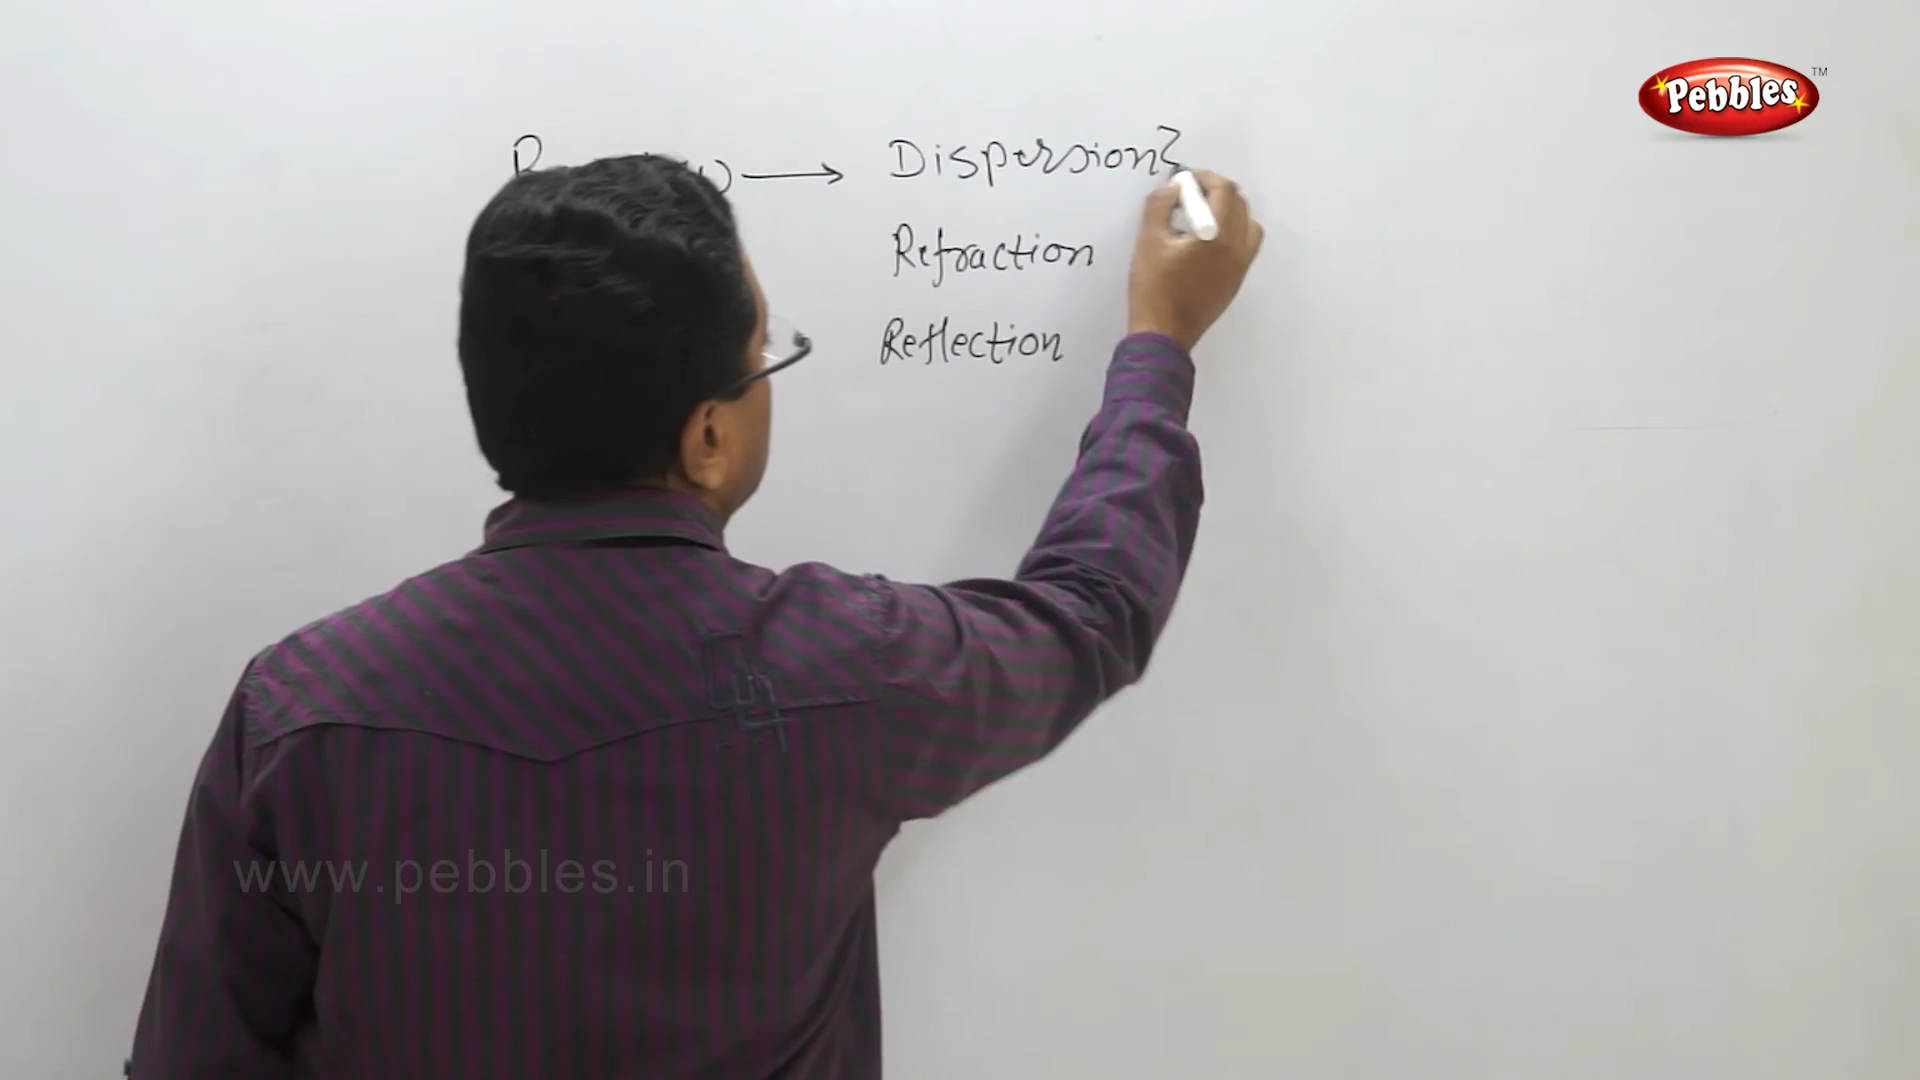 Pebbles TM
→ Dispersion
Refraction
Reflection
www.pebbles.in